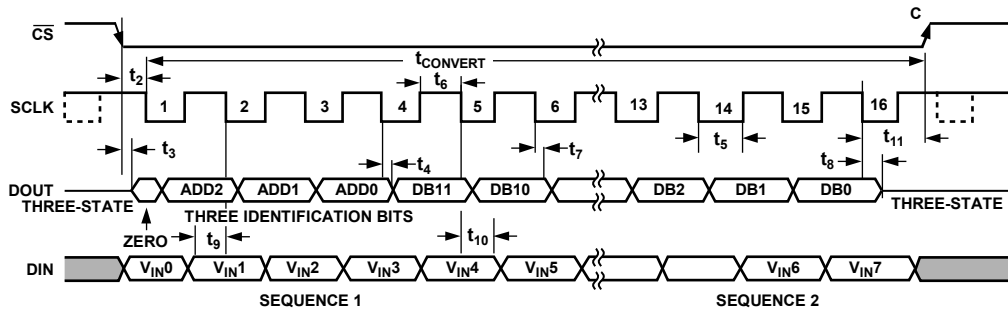 C
CS
tCONVERT
t2
t6
SCLK
1 2 3 4 5 6 13 14 15 16
t3
t4
t7
t5
t8
t11
DOUT
ADD2 ADD1 ADD0 DB11 DB10 DB2 DB1 DB0
THREE-STATE
THREE IDENTIFICATION BITS
THREE-STATE
ZERO
t9
t10
DIN
VIN0 VIN1 VIN2 VIN3 VIN4 VIN5 VIN6 VIN7
SEQUENCE 1
SEQUENCE 2